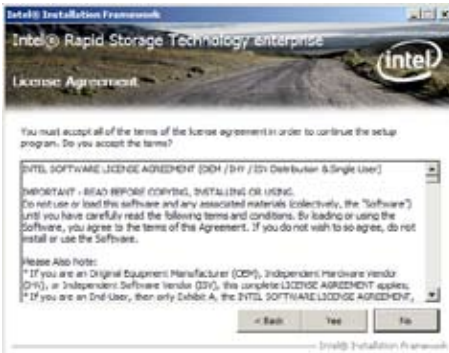 Intel® Installation Framework
Intel® Rapid Storage Technology enterprise
intel
License Agreement
You must accept all of the terms of the license agreement in order to continue the setup
program. Do you accept the terms?
INTEL SOFTWARE LICENSE AGREEMENT (OEM / IHV / ISV Distribution & Single User)
IMPORTANT - READ BEFORE COPYING, INSTALLING OR USING.
Do not use or load this software and any associated materials (collectively, the "Software")
until you have carefully read the following terms and conditions. By loading or using the
Software, you agree to the terms of this Agreement. If you do not wish to so agree, do not
install or use the Software.
Please Also Note:
* If you are an Original Equipment Manufacturer (OEM), Independent Hardware Vendor
(IHV), or Independent Software Vendor (ISV), this complete LICENSE AGREEMENT applies;
* If you are an End-User, then only Exhibit A, the INTEL SOFTWARE LICENSE AGREEMENT,
< Back Yes No
Intel® Installation Framework